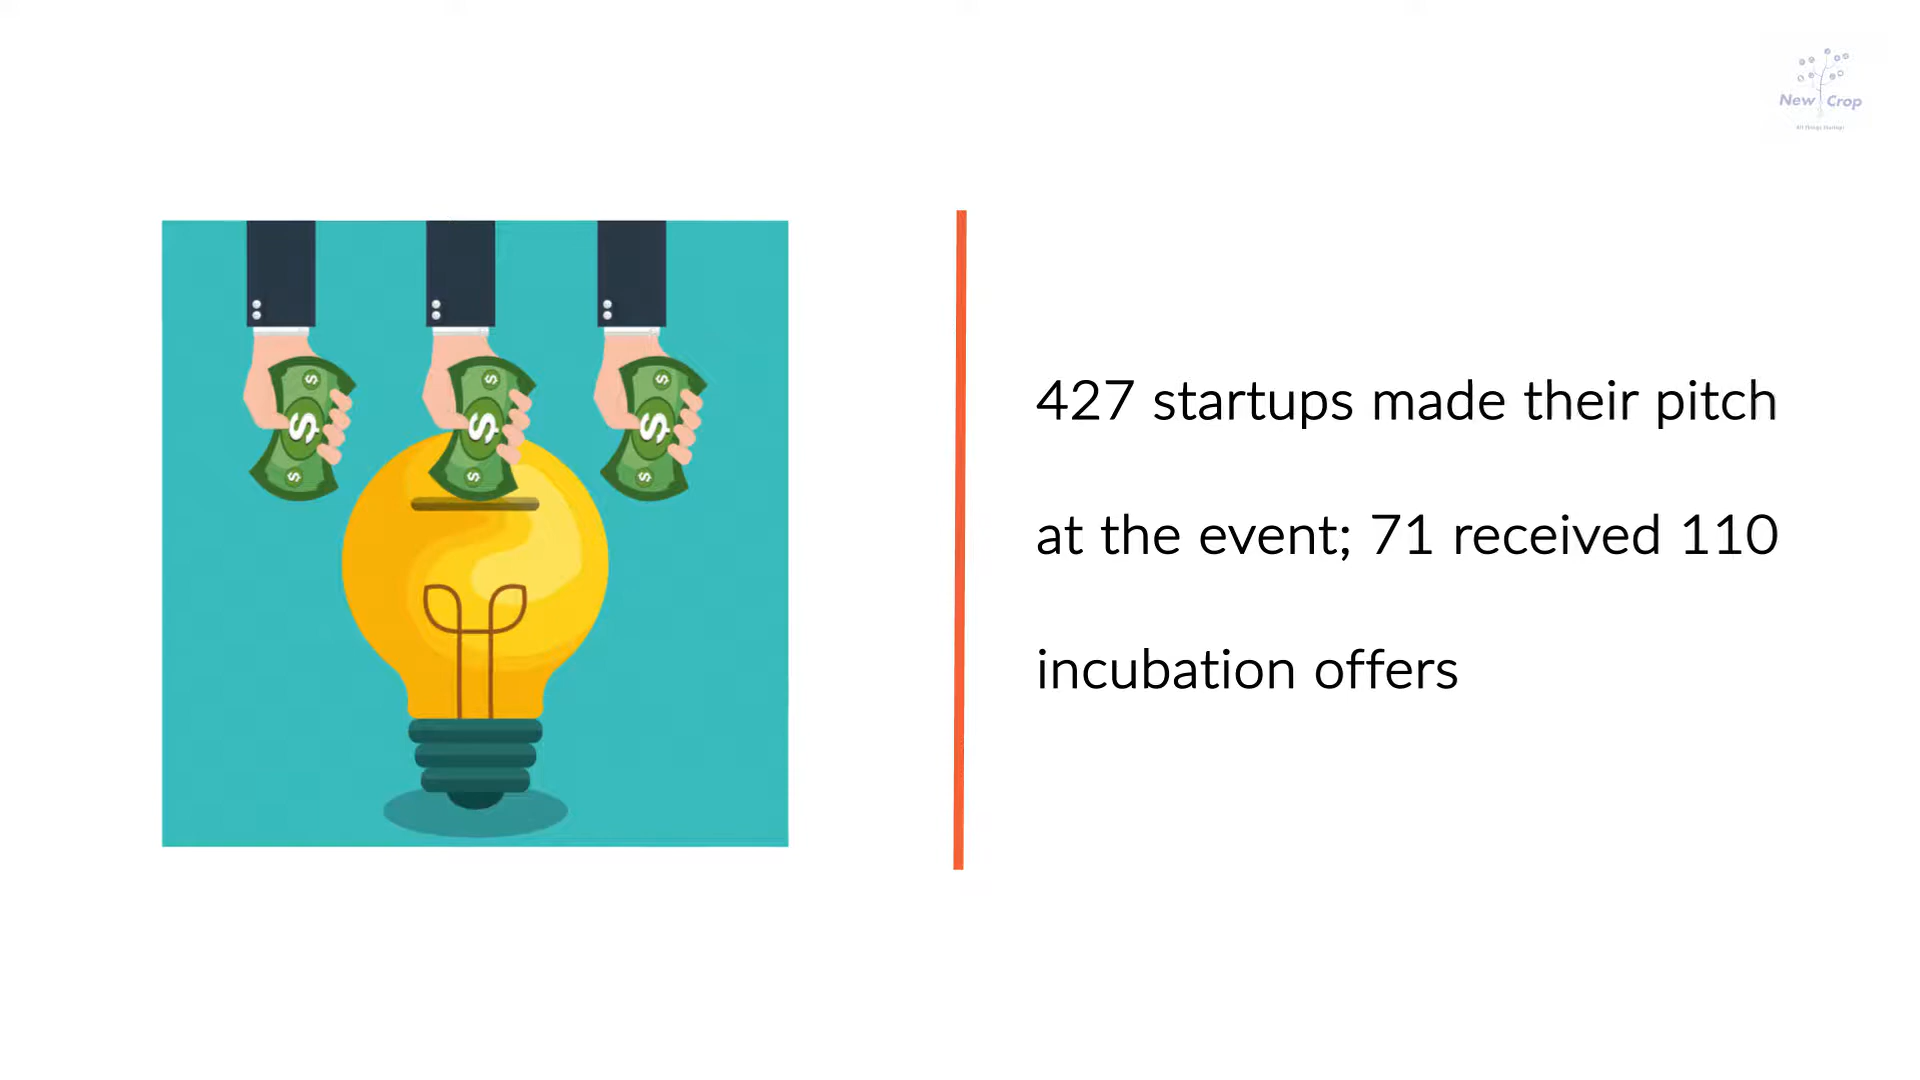 New Crop
427 startups made their pitch
at the event; 71 received 110
incubation offers